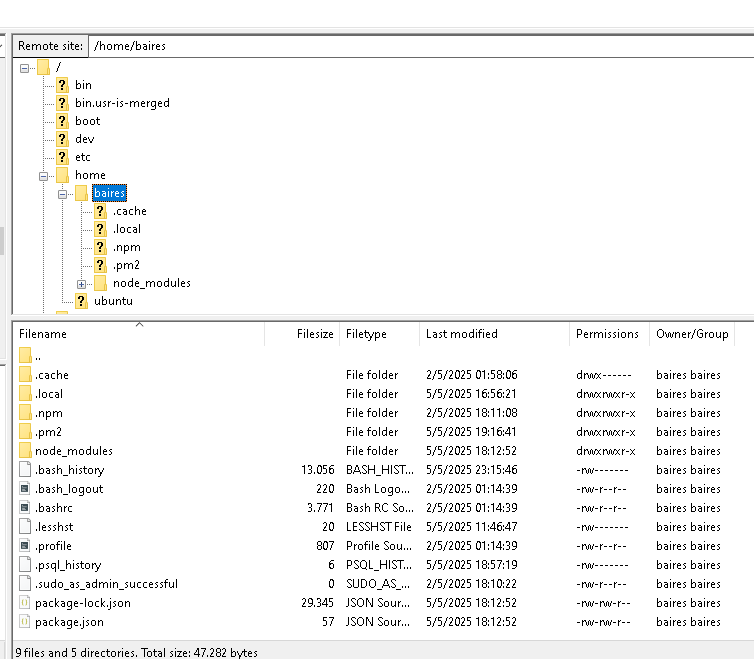 Remote site: /home/baires
/
? bin
? bin.usr-is-merged
? boot
? dev
? etc
home
baires
? .cache
? .local
? .npm
? .pm2
node_modules
? ubuntu
Filename Filesize Filetype Last modified Permissions Owner/Group
..
.cache File folder 2/5/2025 01:58:06 drwx------ baires baires
.local File folder 5/5/2025 16:56:21 drwxrwxr-x baires baires
.npm File folder 2/5/2025 18:11:08 drwxrwxr-x baires baires
.pm2 File folder 5/5/2025 19:16:41 drwxrwxr-x baires baires
node_modules File folder 5/5/2025 18:12:52 drwxrwxr-x baires baires
.bash_history 13.056 BASH_HIST... 5/5/2025 23:15:46 -rw------- baires baires
.bash_logout 220 Bash Logo... 2/5/2025 01:14:39 -rw-r--r-- baires baires
.bashrc 3.771 Bash RC So... 2/5/2025 01:14:39 -rw-r--r-- baires baires
.lesshst 20 LESSHST File 5/5/2025 11:46:47 -rw------- baires baires
.profile 807 Profile Sou... 2/5/2025 01:14:39 -rw-r--r-- baires baires
.psql_history 6 PSQL_HIST... 5/5/2025 18:57:19 -rw------- baires baires
.sudo_as_admin_successful 0 SUDO_AS_... 2/5/2025 18:10:22 -rw-r--r-- baires baires
package-lock.json 29.345 JSON Sour... 5/5/2025 18:12:52 -rw-rw-r-- baires baires
package.json 57 JSON Sour... 5/5/2025 18:12:52 -rw-rw-r-- baires baires
9 files and 5 directories. Total size: 47.282 bytes